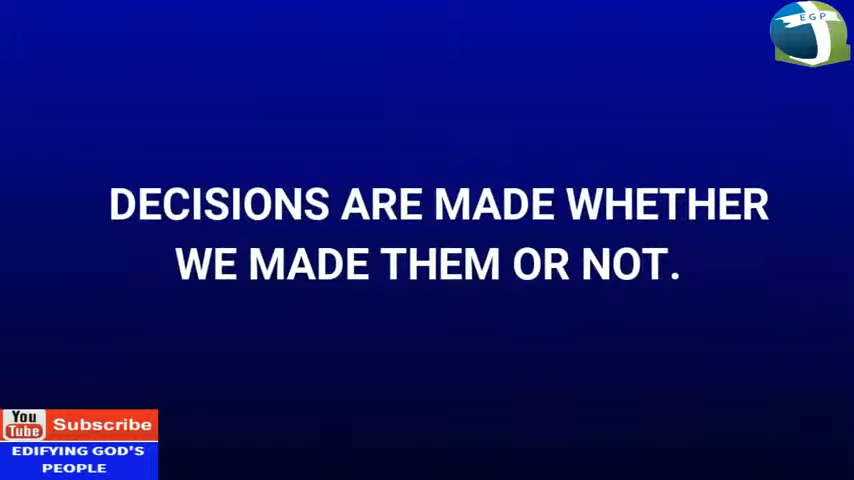 EGP
DECISIONS ARE MADE WHETHER
WE MADE THEM OR NOT.
You
Tube Subscribe
EDIFYING GOD'S
PEOPLE